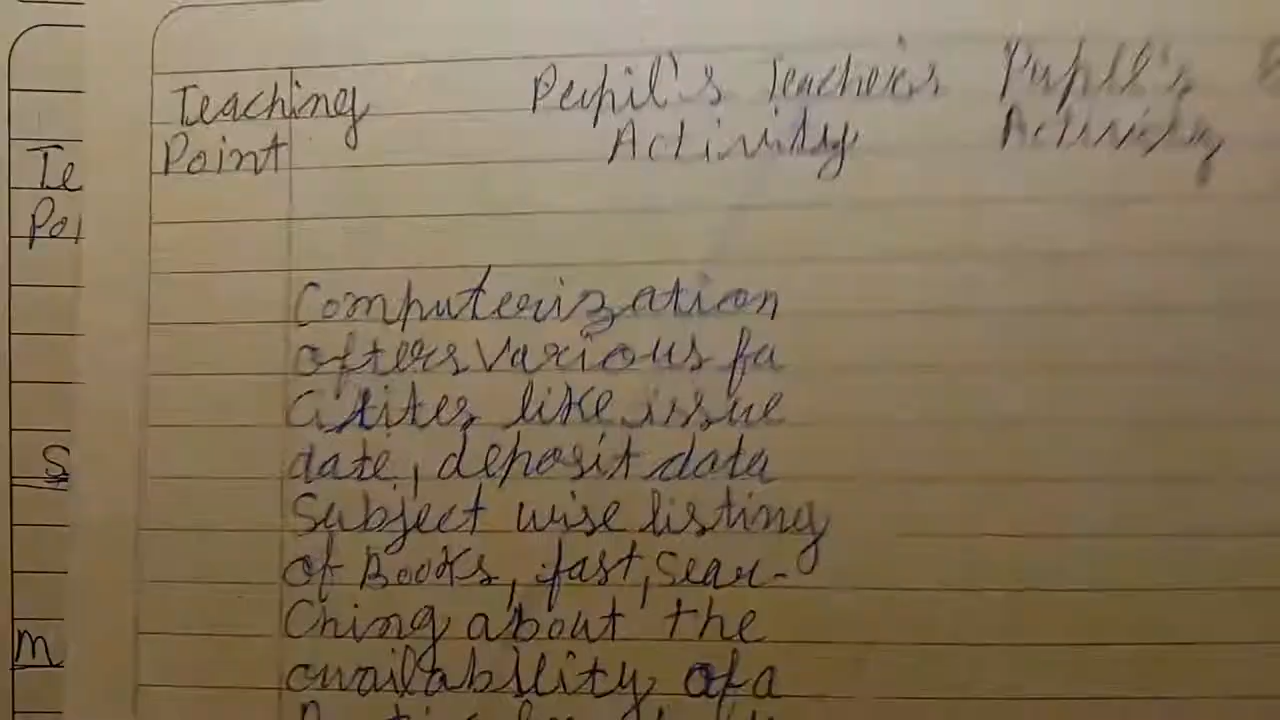 Teaching Pupil's Teacher's Pupil's
Point Activity Activity
Te
Poi
Computerization
offers Various fa
Cilities like issue
date, deposit data
S
Subject wise listing
of Books, fast, Sear-
Ching about the
m
availability of a